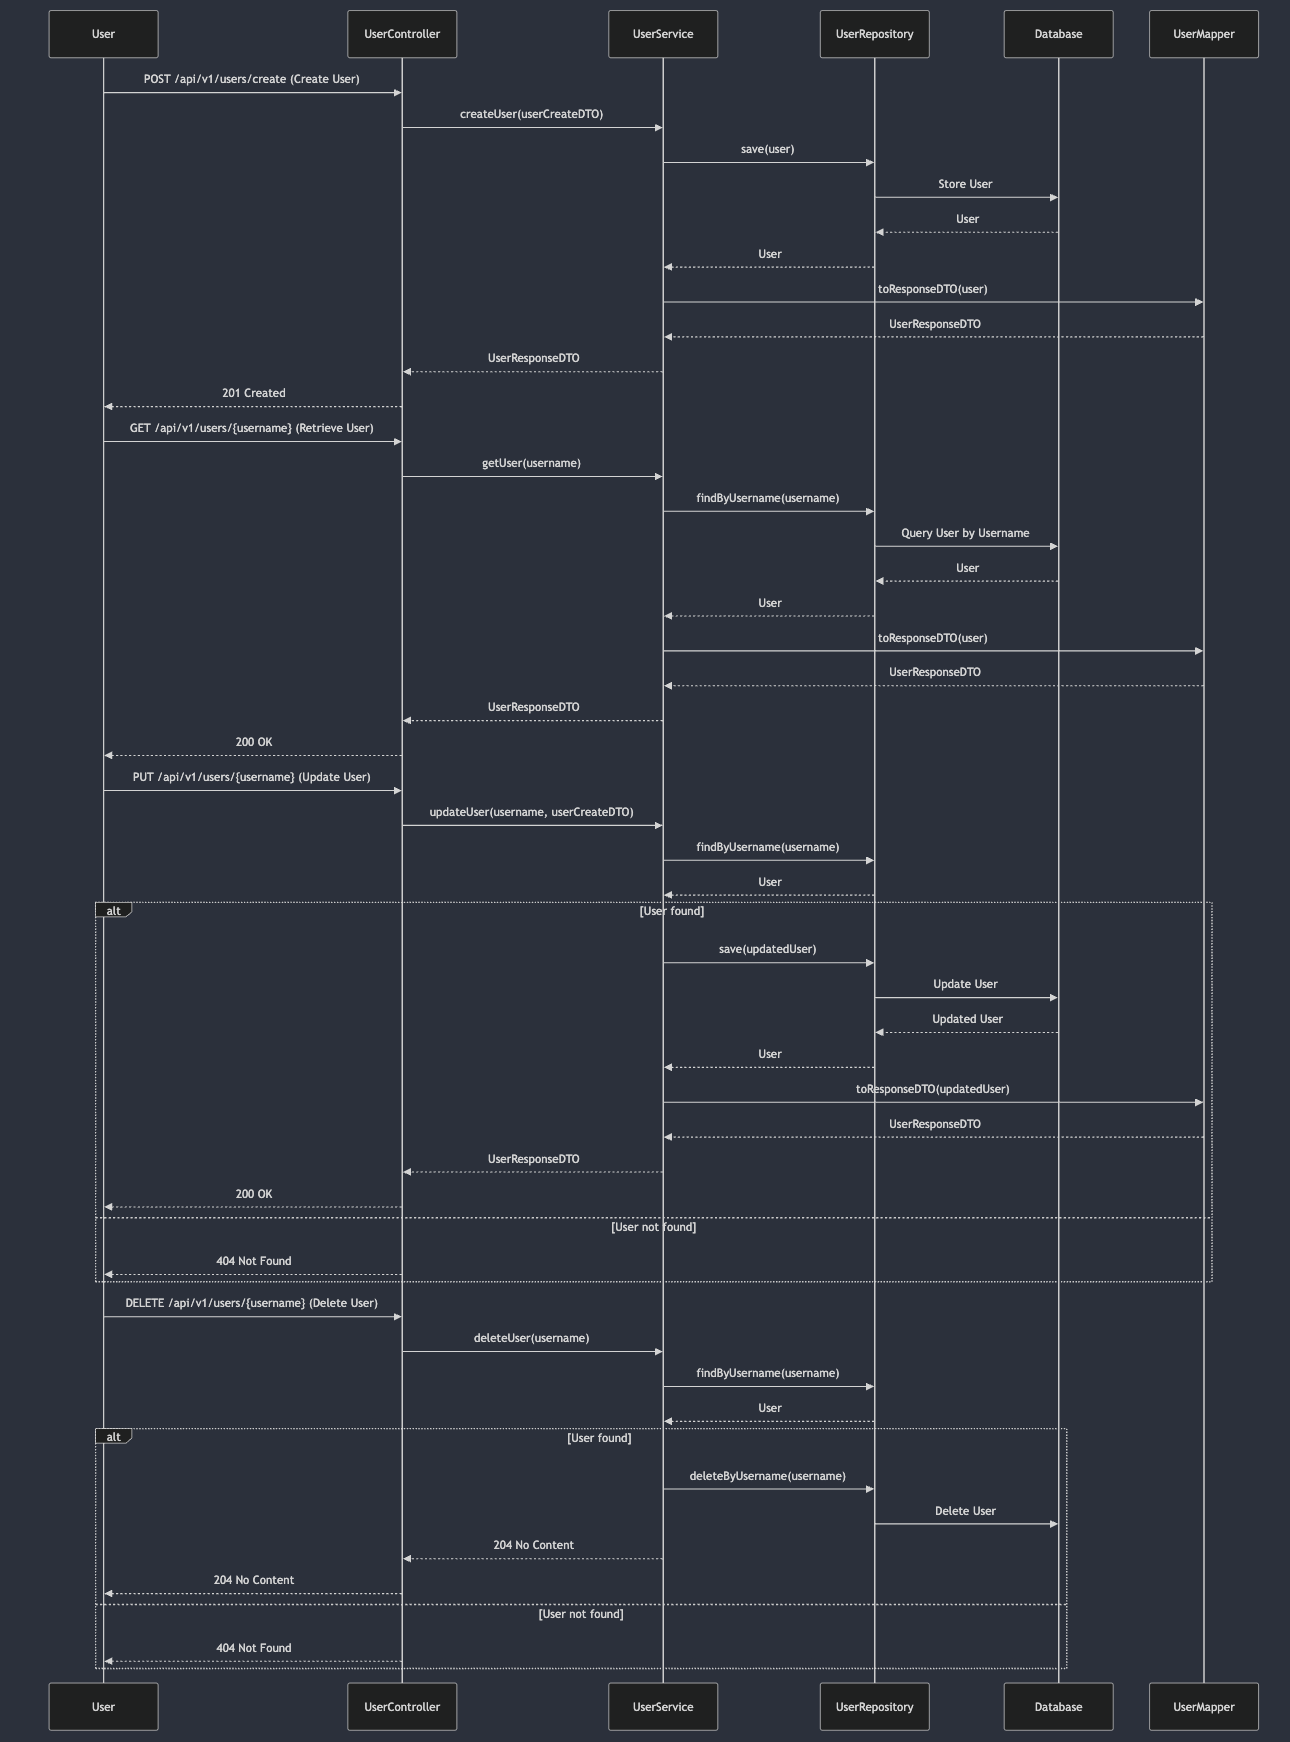 User
UserController
UserService
UserRepository
Database
UserMapper
POST /api/v1/users/create (Create User)
createUser(userCreateDTO)
save(user)
Store User
User
User
toResponseDTO(user)
UserResponseDTO
UserResponseDTO
201 Created
GET /api/v1/users/{username} (Retrieve User)
getUser(username)
findByUsername(username)
Query User by Username
User
User
toResponseDTO(user)
UserResponseDTO
UserResponseDTO
200 OK
PUT /api/v1/users/{username} (Update User)
updateUser(username, userCreateDTO)
findByUsername(username)
User
alt
[User found]
save(updatedUser)
Update User
Updated User
User
toResponseDTO(updatedUser)
UserResponseDTO
UserResponseDTO
200 OK
[User not found]
404 Not Found
DELETE /api/v1/users/{username} (Delete User)
deleteUser(username)
findByUsername(username)
User
alt
[User found]
deleteByUsername(username)
Delete User
204 No Content
204 No Content
[User not found]
404 Not Found
User
UserController
UserService
UserRepository
Database
UserMapper